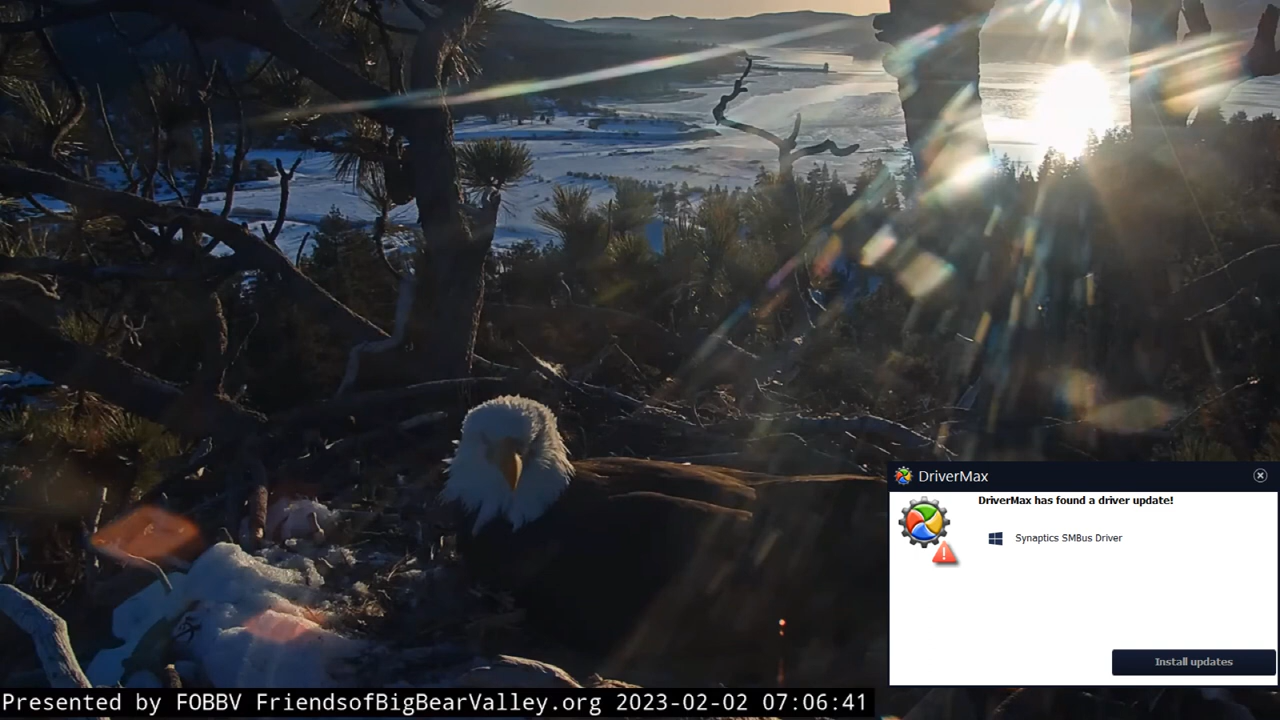 DriverMax
DriverMax has found a driver update!
Synaptics SMBus Driver
Install updates
Presented by FOBBV FriendsofBigBearValley.org 2023-02-02 07:06:41